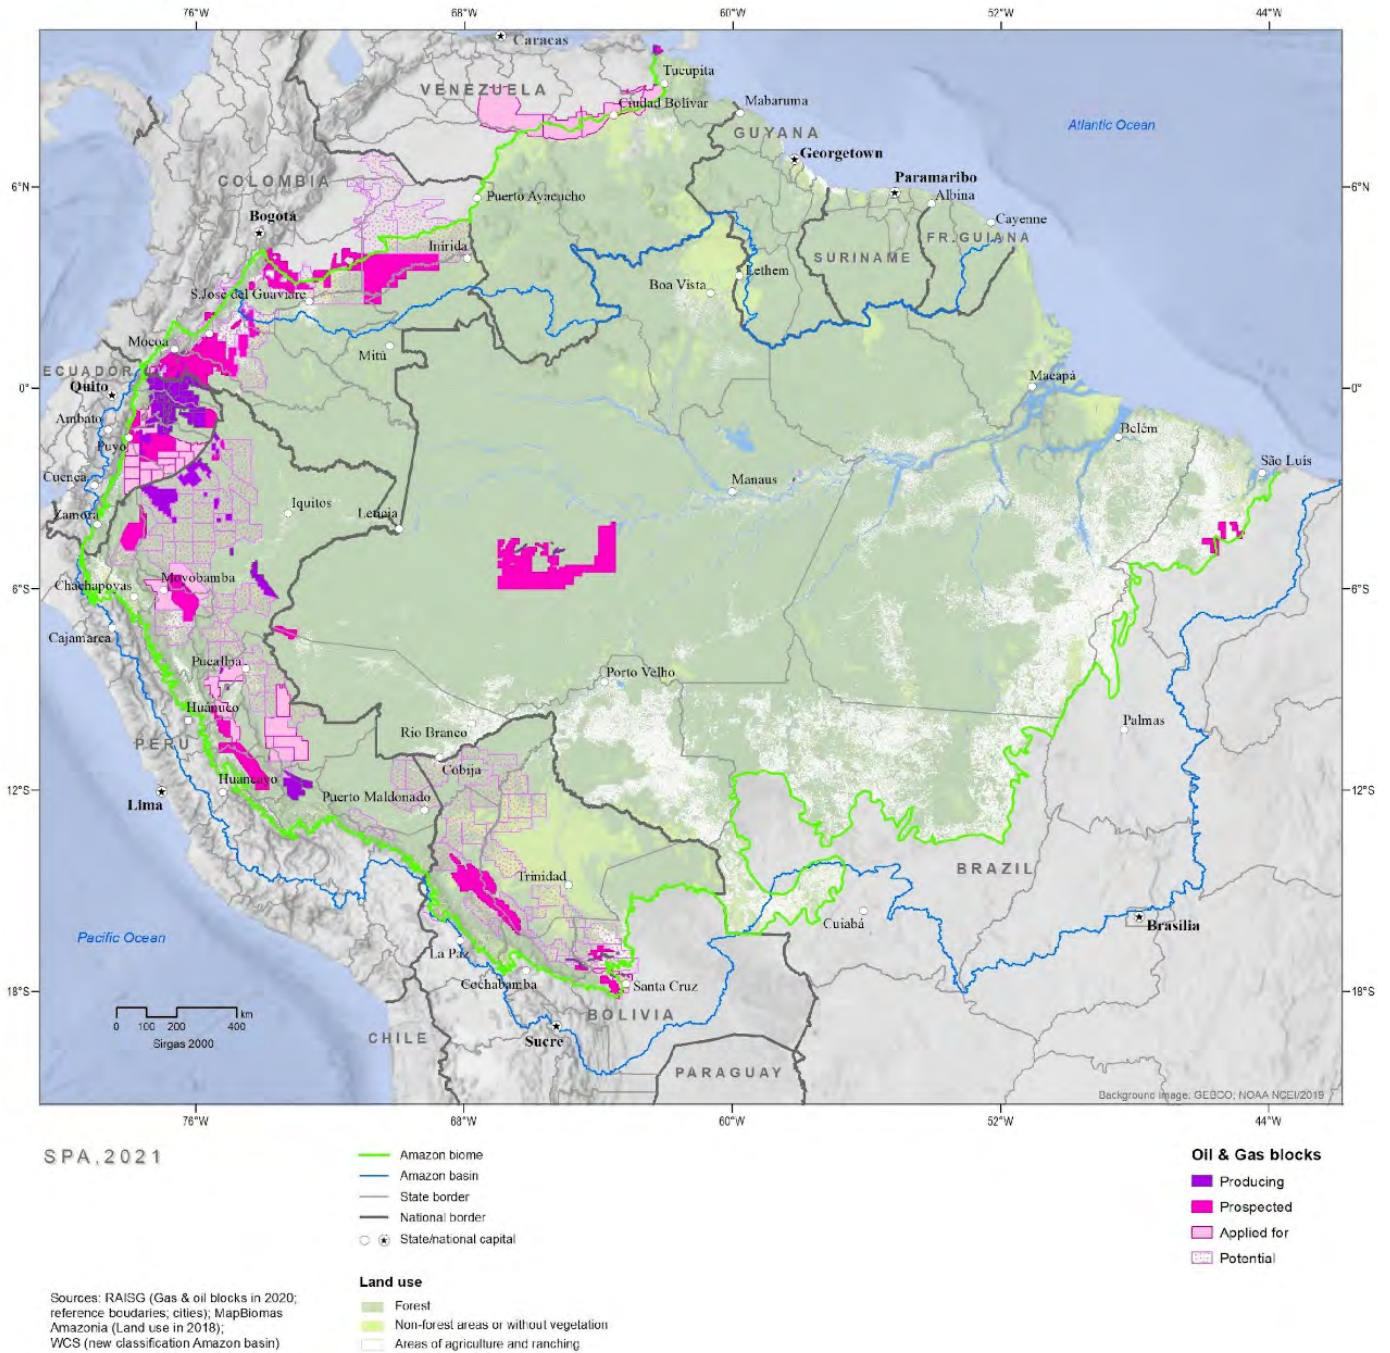 76°W 68°W 60°W 52°W 44°W
Caracas
Tucupita
VENEZUELA
Ciudad Bolívar
Mabaruma
Atlantic Ocean
GUYANA
Georgetown
COLOMBIA
6°N
Paramaribo
6°N
Puerto Ayacucho
Albina
Bogotá
Cayenne
FR.GUIANA
Inírida
SURINAME
Lethem
Boa Vista
S.José del Guaviare
Mocoa
Mitú
ECUADOR
Macapá
Quito
0°
0°
Ambato
Belém
Puyo
São Luís
Cuenca
Manaus
Iquitos
Leticia
Zamora
Moyobamba
Chachapoyas
6°S
6°S
Cajamarca
Pucallpa
Porto Velho
Huánuco
Palmas
Rio Branco
PERU
Cobija
Huancayo
12°S
Puerto Maldonado
12°S
Lima
BRAZIL
Trinidad
Cuiabá
Brasilia
Pacific Ocean
La Paz
Cochabamba
Santa Cruz
18°S
18°S
BOLIVIA
0 100 200 400 km
Sirgas 2000
CHILE
Sucre
PARAGUAY
Background image: GEBCO; NOAA NCEI/2019
76°W 68°W 60°W 52°W 44°W
SPA,2021
Amazon biome
Amazon basin
State border
National border
State/national capital
Oil & Gas blocks
Producing
Prospected
Applied for
Potential
Land use
Forest
Non-forest areas or without vegetation
Areas of agriculture and ranching
Sources: RAISG (Gas & oil blocks in 2020;
reference boudaries; cities); MapBiomas
Amazonia (Land use in 2018);
WCS (new classification Amazon basin)